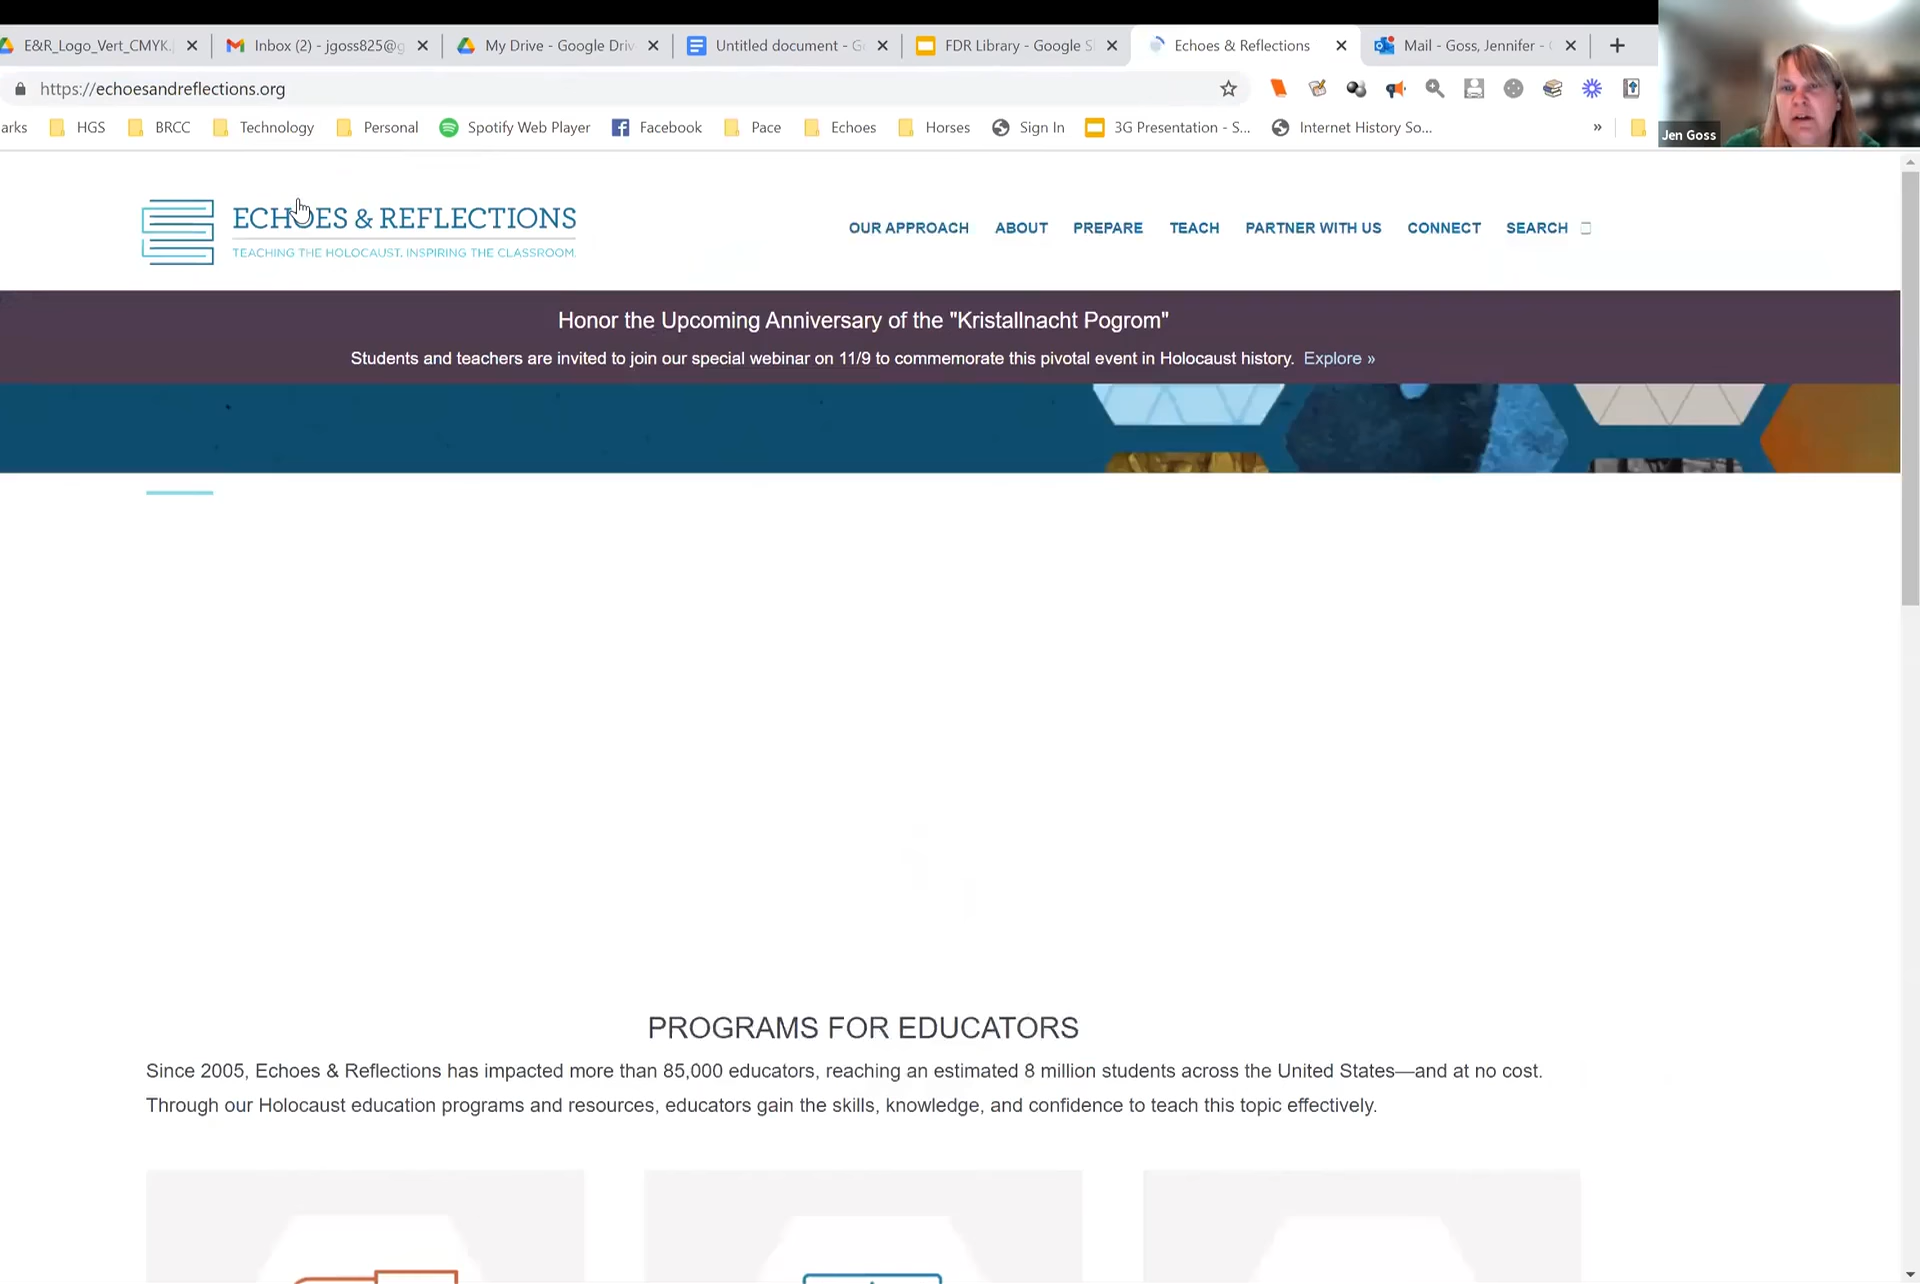 E&R_Logo_Vert_CMYK.
Inbox (2) - jgoss825@g
My Drive - Google Driv
Untitled document - G
FDR Library - Google S
Echoes & Reflections
Mail - Goss, Jennifer -
https://echoesandreflections.org
arks
HGS
BRCC
Technology
Personal
Spotify Web Player
Facebook
Pace
Echoes
Horses
Sign In
3G Presentation - S...
Internet History So...
»
Jen Goss
ECHOES & REFLECTIONS
TEACHING THE HOLOCAUST. INSPIRING THE CLASSROOM.
OUR APPROACH
ABOUT
PREPARE
TEACH
PARTNER WITH US
CONNECT
SEARCH
Honor the Upcoming Anniversary of the "Kristallnacht Pogrom"
Students and teachers are invited to join our special webinar on 11/9 to commemorate this pivotal event in Holocaust history. Explore »
PROGRAMS FOR EDUCATORS
Since 2005, Echoes & Reflections has impacted more than 85,000 educators, reaching an estimated 8 million students across the United States—and at no cost.
Through our Holocaust education programs and resources, educators gain the skills, knowledge, and confidence to teach this topic effectively.